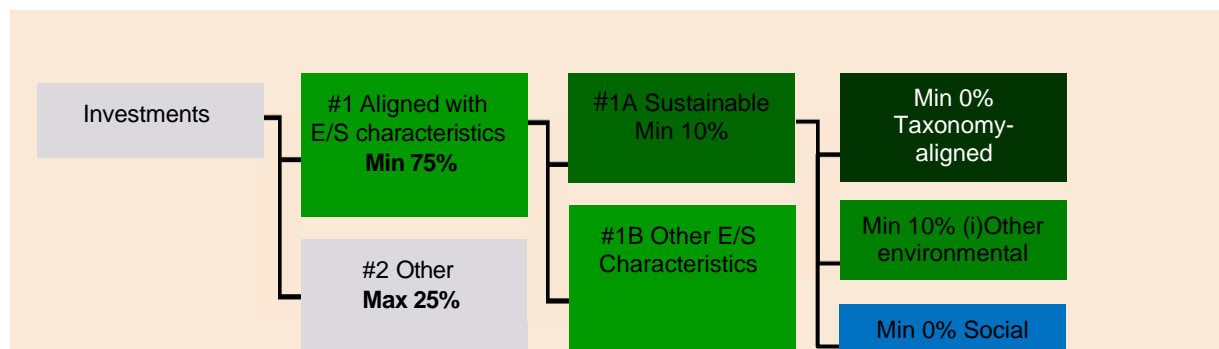 Investments
#1 Aligned with
E/S characteristics
Min 75%
#2 Other
Max 25%
#1A Sustainable
Min 10%
#1B Other E/S
Characteristics
Min 0%
Taxonomy-
aligned
Min 10% (i)Other
environmental
Min 0% Social